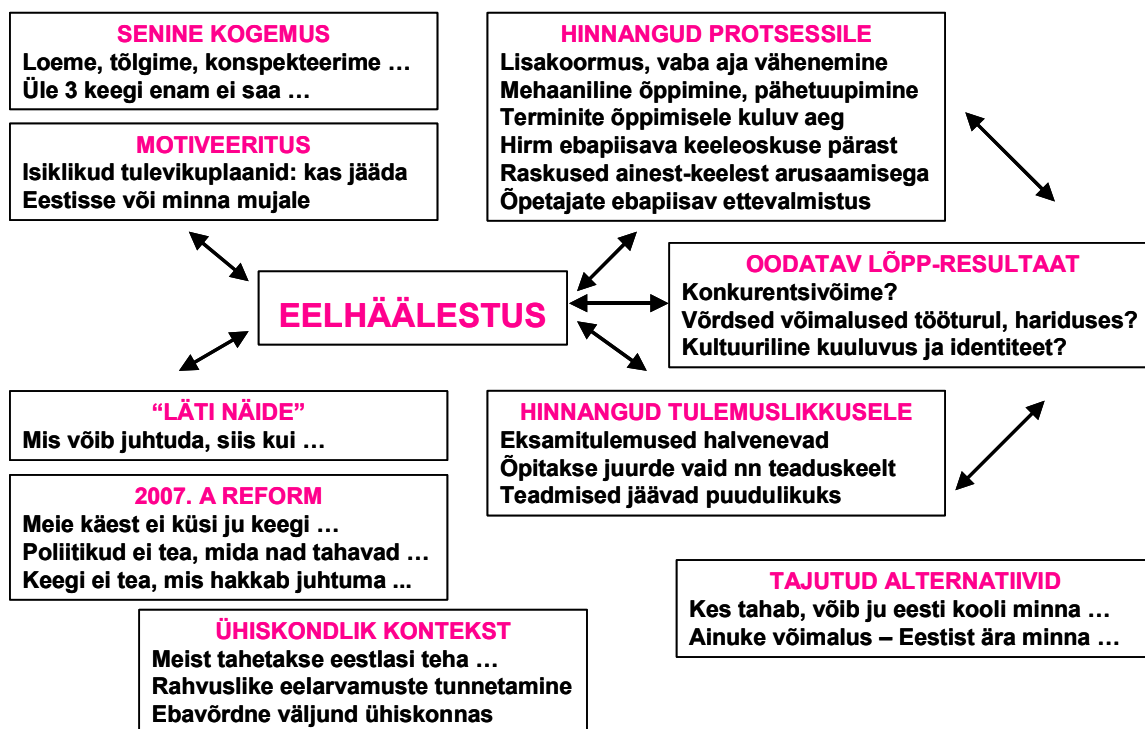 SENINE KOGEMUS
Loeme, tõlgime, konspekteerime …
Üle 3 keegi enam ei saa …
MOTIVEERITUS
Isiklikud tulevikuplaanid: kas jääda
Eestisse või minna mujale
HINNANGUD PROTSESSILE
Lisakoormus, vaba aja vähenemine
Mehaaniline õppimine, pähetuupimine
Terminite õppimisele kuluv aeg
Hirm ebapiisava keeleoskuse pärast
Raskused ainest-keelest arusaamisega
Õpetajate ebapiisav ettevalmistus
EELHÄÄLESTUS
OODATAV LÕPP-RESULTAAT
Konkurentsivõime?
Võrdsed võimalused tööturul, hariduses?
Kultuuriline kuuluvus ja identiteet?
“LÄTI NÄIDE”
Mis võib juhtuda, siis kui …
HINNANGUD TULEMUSLIKKUSELE
Eksamitulemused halvenevad
Õpitakse juurde vaid nn teaduskeelt
Teadmised jäävad puudulikuks
2007. A REFORM
Meie käest ei küsi ju keegi …
Poliitikud ei tea, mida nad tahavad …
Keegi ei tea, mis hakkab juhtuma ...
TAJUTUD ALTERNATIIVID
Kes tahab, võib ju eesti kooli minna …
Ainuke võimalus – Eestist ära minna …
ÜHISKONDLIK KONTEKST
Meist tahetakse eestlasi teha …
Rahvuslike eelarvamuste tunnetamine
Ebavõrdne väljund ühiskonnas